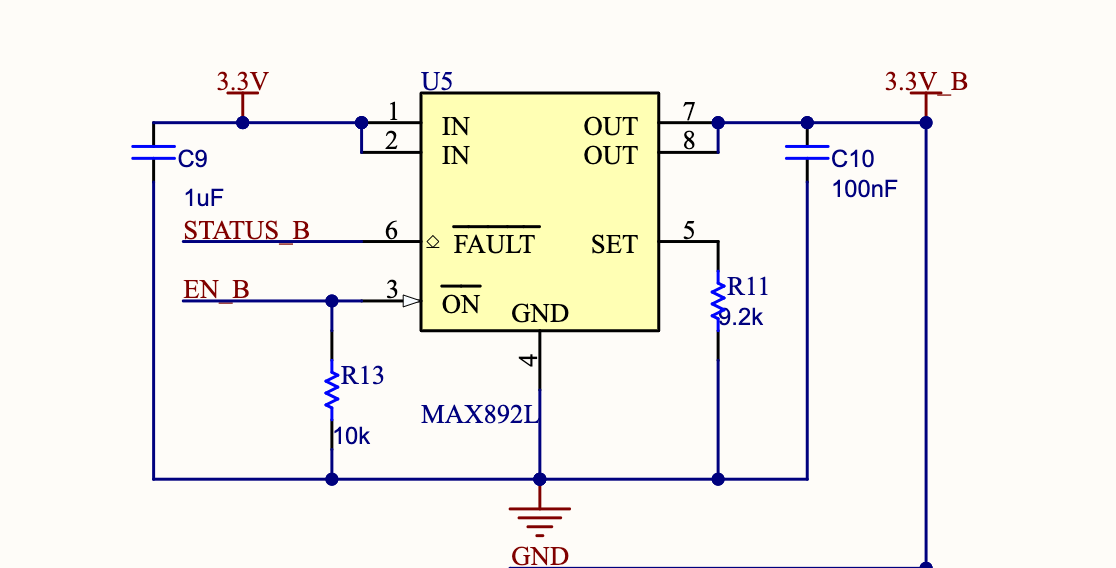 3.3V
U5
3.3V_B
1
IN
OUT
7
2
IN
OUT
8
C9
1uF
C10
100nF
STATUS_B
6
FAULT
SET
5
EN_B
3
ON
GND
R11
9.2k
4
R13
10k
MAX892L
GND